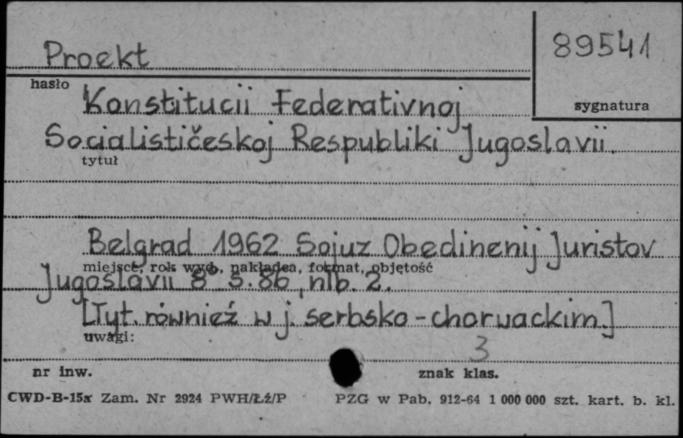 Proekt
89541
hasło
Konstitucii Federativnoj
sygnatura
Socialističeskoj Respubliki Jugoslavii.
tytuł
Belgrad 1962 Sojuz Obedinenij Juristov
miejsce, rok wyd., nakładca, format, objętość
Jugoslavii 8° s. 86, nlb. 2.
[Tyt. również w j. serbsko-chorwackim.]
uwagi:
3
nr inw.
znak klas.
CWD-B-15x Zam. Nr 2924 PWH/Łż/P PZG w Pab. 912-64 1 000 000 szt. kart. b. kl.